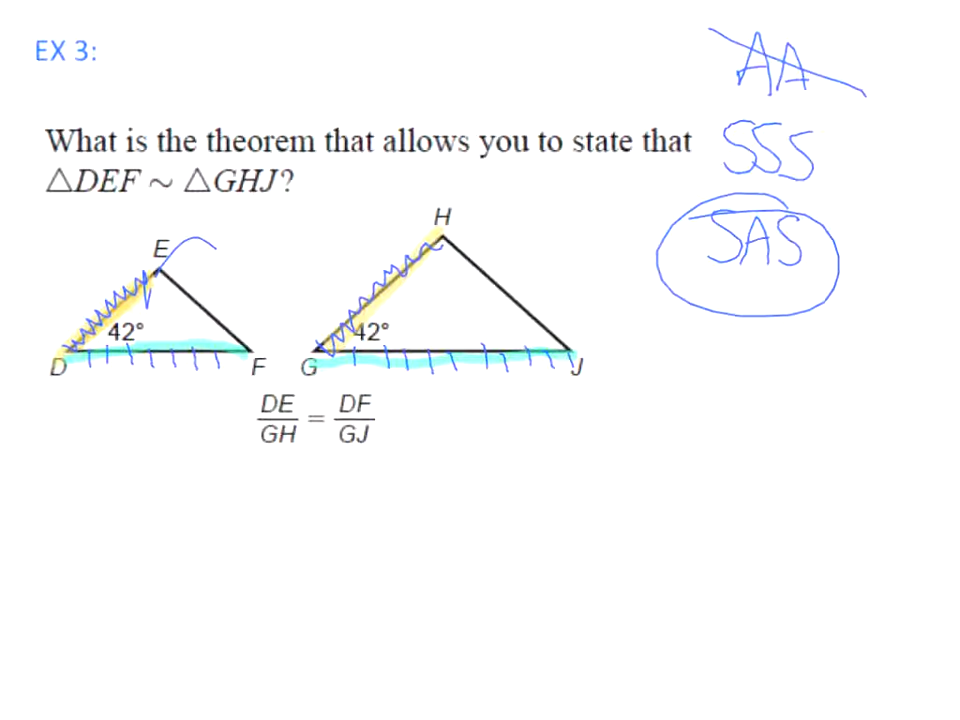 EX 3:
AA
What is the theorem that allows you to state that
SSS
△DEF ~ △GHJ?
SAS
H
E
42°
42°
D
F
G
J
DE/GH = DF/GJ